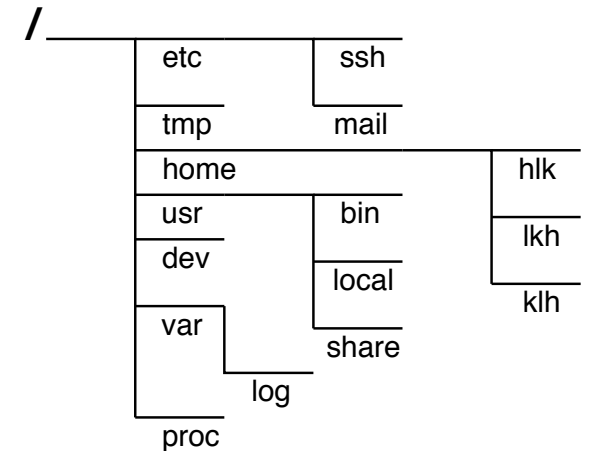 /
etc ssh
tmp mail
home hlk
usr bin
lkh
dev
local
klh
var
share
log
proc